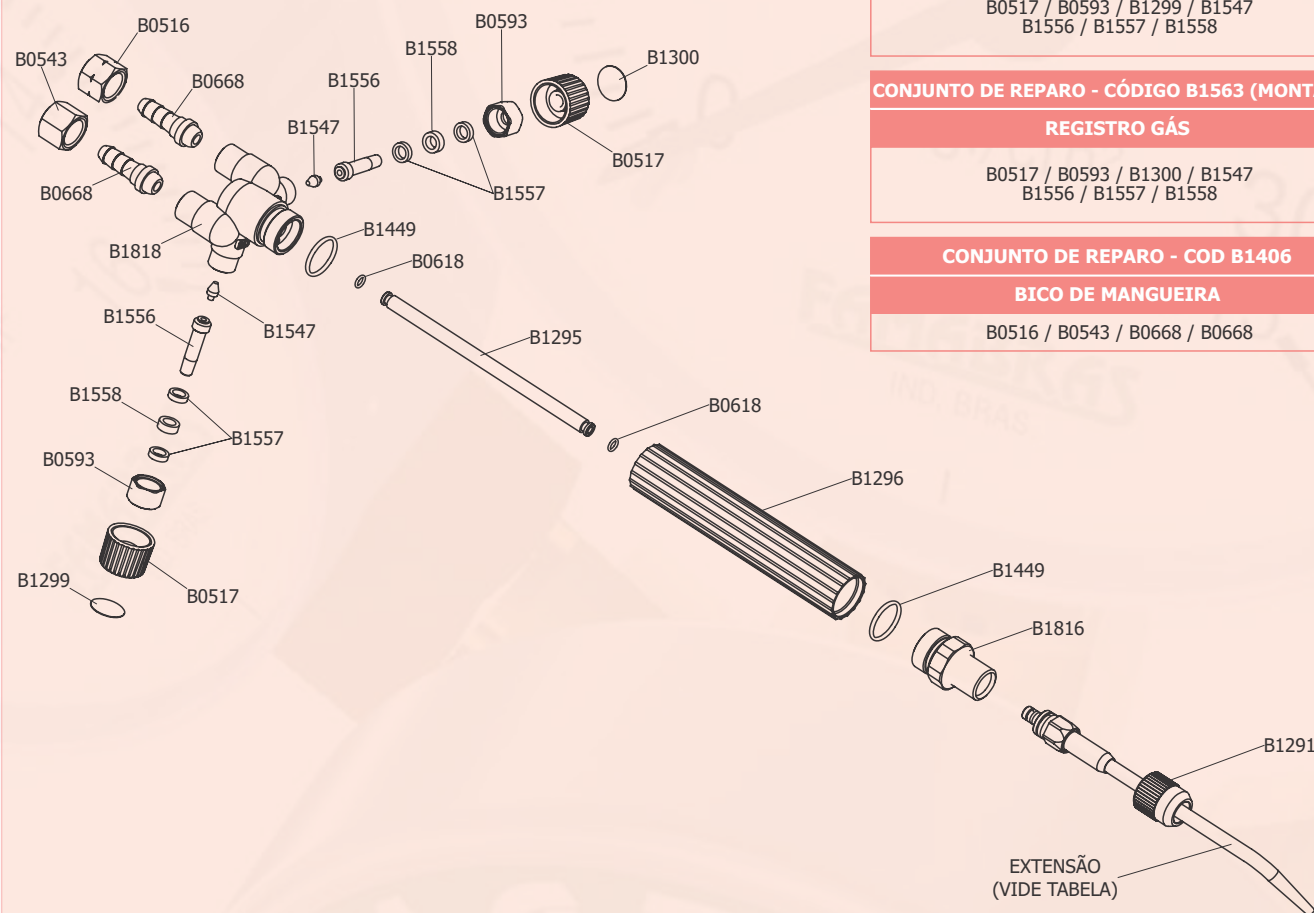 B0517 / B0593 / B1299 / B1547
B1556 / B1557 / B1558
CONJUNTO DE REPARO - CÓDIGO B1563 (MONT
REGISTRO GÁS
B0517 / B0593 / B1300 / B1547
B1556 / B1557 / B1558
CONJUNTO DE REPARO - COD B1406
BICO DE MANGUEIRA
B0516 / B0543 / B0668 / B0668
B0516
B0593
B0543
B1558
B1300
B0668
B1556
B1547
B0517
B0668
B1557
B1449
B1818
B0618
B1556
B1547
B1295
B1558
B0618
B1557
B0593
B1296
B1299
B0517
B1449
B1816
B1291
EXTENSÃO
(VIDE TABELA)
IND. BRAS